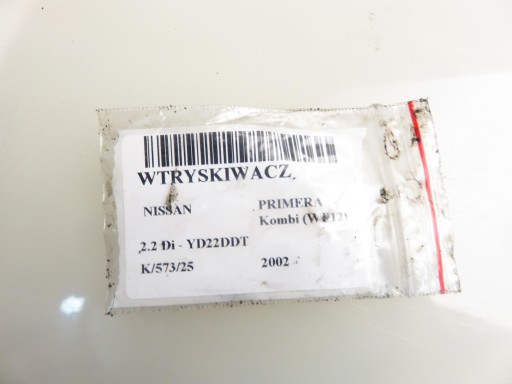 WTRYSKIWACZ
NISSAN PRIMERA
Kombi (WP12)
2.2 Di - YD22DDT
K/573/25 2002